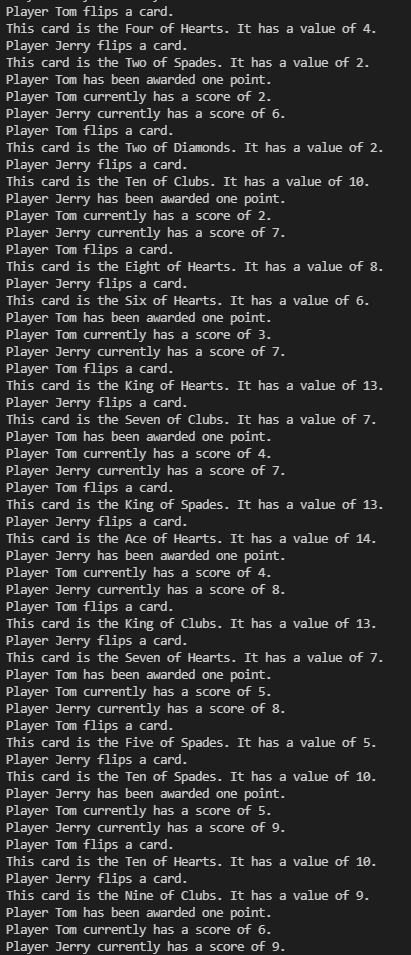 Player Tom flips a card.
This card is the Four of Hearts. It has a value of 4.
Player Jerry flips a card.
This card is the Two of Spades. It has a value of 2.
Player Tom has been awarded one point.
Player Tom currently has a score of 2.
Player Jerry currently has a score of 6.
Player Tom flips a card.
This card is the Two of Diamonds. It has a value of 2.
Player Jerry flips a card.
This card is the Ten of Clubs. It has a value of 10.
Player Jerry has been awarded one point.
Player Tom currently has a score of 2.
Player Jerry currently has a score of 7.
Player Tom flips a card.
This card is the Eight of Hearts. It has a value of 8.
Player Jerry flips a card.
This card is the Six of Hearts. It has a value of 6.
Player Tom has been awarded one point.
Player Tom currently has a score of 3.
Player Jerry currently has a score of 7.
Player Tom flips a card.
This card is the King of Hearts. It has a value of 13.
Player Jerry flips a card.
This card is the Seven of Clubs. It has a value of 7.
Player Tom has been awarded one point.
Player Tom currently has a score of 4.
Player Jerry currently has a score of 7.
Player Tom flips a card.
This card is the King of Spades. It has a value of 13.
Player Jerry flips a card.
This card is the Ace of Hearts. It has a value of 14.
Player Jerry has been awarded one point.
Player Tom currently has a score of 4.
Player Jerry currently has a score of 8.
Player Tom flips a card.
This card is the King of Clubs. It has a value of 13.
Player Jerry flips a card.
This card is the Seven of Hearts. It has a value of 7.
Player Tom has been awarded one point.
Player Tom currently has a score of 5.
Player Jerry currently has a score of 8.
Player Tom flips a card.
This card is the Five of Spades. It has a value of 5.
Player Jerry flips a card.
This card is the Ten of Spades. It has a value of 10.
Player Jerry has been awarded one point.
Player Tom currently has a score of 5.
Player Jerry currently has a score of 9.
Player Tom flips a card.
This card is the Ten of Hearts. It has a value of 10.
Player Jerry flips a card.
This card is the Nine of Clubs. It has a value of 9.
Player Tom has been awarded one point.
Player Tom currently has a score of 6.
Player Jerry currently has a score of 9.